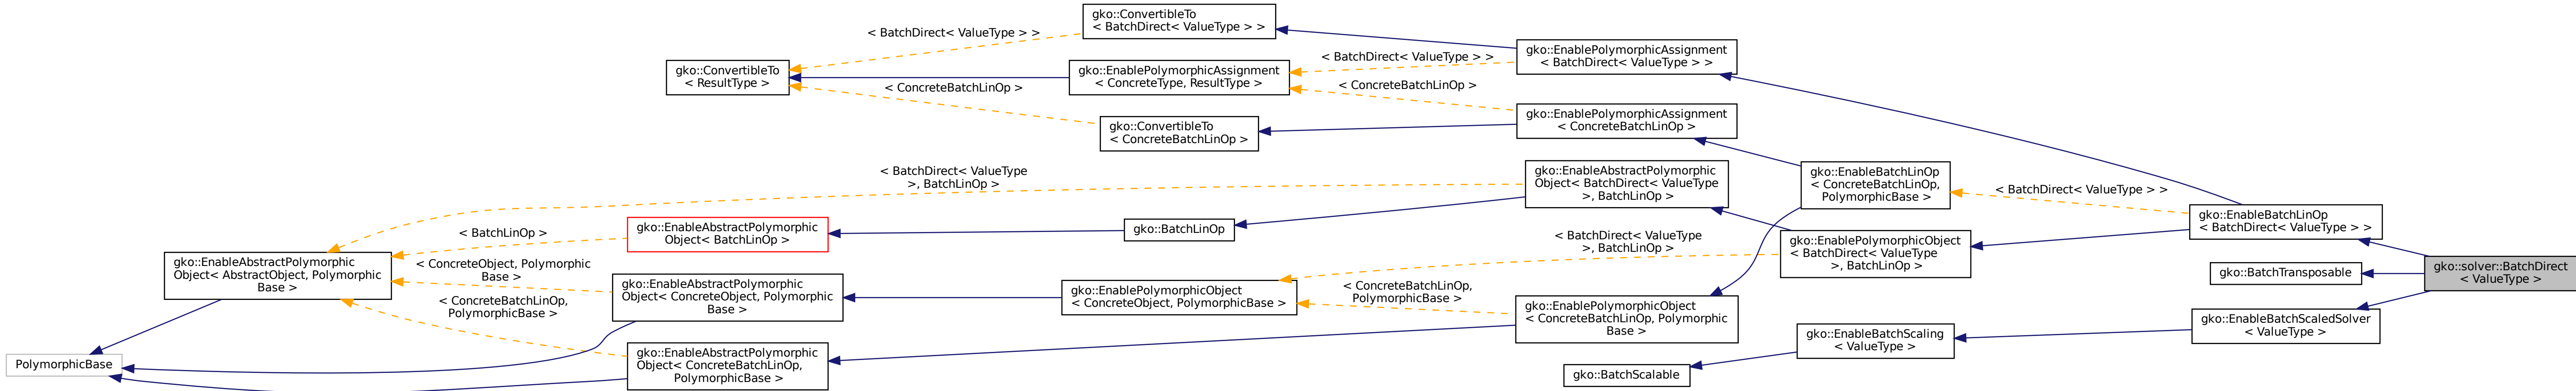 gko::ConvertibleTo
< BatchDirect< ValueType > >
< BatchDirect< ValueType > >
gko::EnablePolymorphicAssignment
< BatchDirect< ValueType > >
< BatchDirect< ValueType > >
gko::ConvertibleTo
< ResultType >
gko::EnablePolymorphicAssignment
< ConcreteType, ResultType >
< ConcreteBatchLinOp >
< ConcreteBatchLinOp >
gko::EnablePolymorphicAssignment
< ConcreteBatchLinOp >
gko::ConvertibleTo
< ConcreteBatchLinOp >
< BatchDirect< ValueType
>, BatchLinOp >
gko::EnableAbstractPolymorphic
Object< BatchDirect< ValueType
>, BatchLinOp >
gko::EnableBatchLinOp
< ConcreteBatchLinOp,
PolymorphicBase >
< BatchDirect< ValueType > >
gko::EnableBatchLinOp
< BatchDirect< ValueType > >
gko::EnableAbstractPolymorphic
Object< BatchLinOp >
< BatchLinOp >
gko::BatchLinOp
< BatchDirect< ValueType
>, BatchLinOp >
gko::EnablePolymorphicObject
< BatchDirect< ValueType
>, BatchLinOp >
gko::EnableAbstractPolymorphic
Object< AbstractObject, Polymorphic
Base >
< ConcreteObject, Polymorphic
Base >
gko::EnableAbstractPolymorphic
Object< ConcreteObject, Polymorphic
Base >
gko::EnablePolymorphicObject
< ConcreteObject, PolymorphicBase >
< ConcreteBatchLinOp,
PolymorphicBase >
gko::BatchTransposable
gko::solver::BatchDirect
< ValueType >
< ConcreteBatchLinOp,
PolymorphicBase >
gko::EnablePolymorphicObject
< ConcreteBatchLinOp, Polymorphic
Base >
gko::EnableBatchScaledSolver
< ValueType >
gko::EnableBatchScaling
< ValueType >
PolymorphicBase
gko::EnableAbstractPolymorphic
Object< ConcreteBatchLinOp,
PolymorphicBase >
gko::BatchScalable